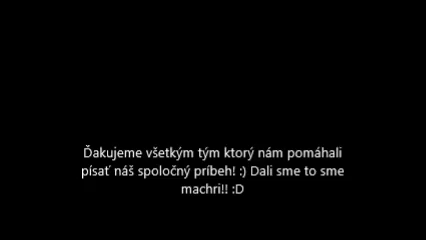 Ďakujeme všetkým tým ktorý nám pomáhali
písať náš spoločný príbeh! :) Dali sme to sme
machri!! :D